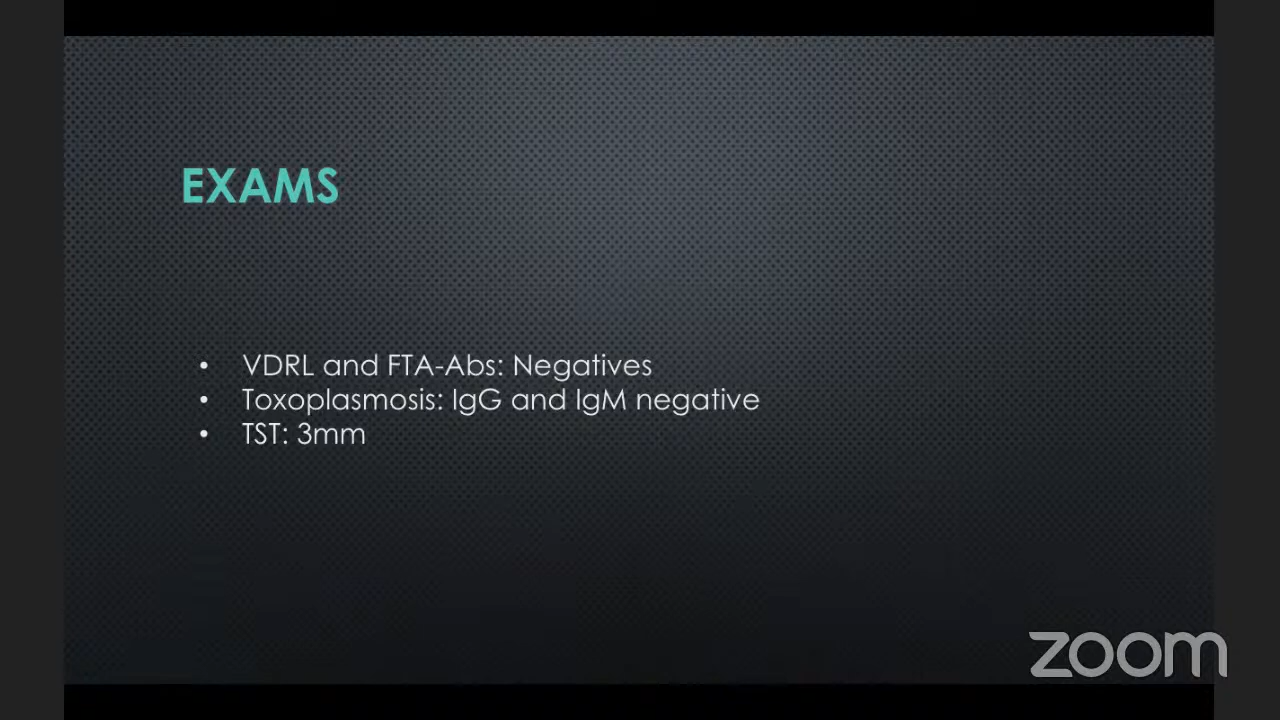 EXAMS
• VDRL and FTA-Abs: Negatives
• Toxoplasmosis: IgG and IgM negative
• TST: 3mm
zoom